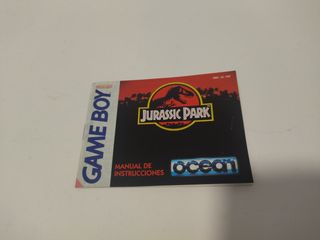 GAME BOY
JURASSIC PARK
MANUAL DE
INSTRUCCIONES
ocean